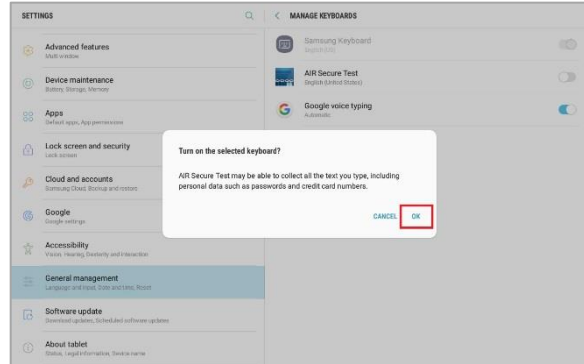 SETTINGS
Advanced features
Multi window
Device maintenance
Battery, Storage, Memory
Apps
Default apps, App permissions
Lock screen and security
Lock screen
Cloud and accounts
Samsung Cloud, Backup and restore
Google
Google settings
Accessibility
Vision, Hearing, Dexterity and interaction
General management
Language and input, Date and time, Reset
Software update
Download updates, Scheduled software updates
About tablet
Status, Legal information, Device name
MANAGE KEYBOARDS
Samsung Keyboard
English (US)
AIR Secure Test
English (United States)
Google voice typing
Automatic
Turn on the selected keyboard?
AIR Secure Test may be able to collect all the text you type, including
personal data such as passwords and credit card numbers.
CANCEL
OK